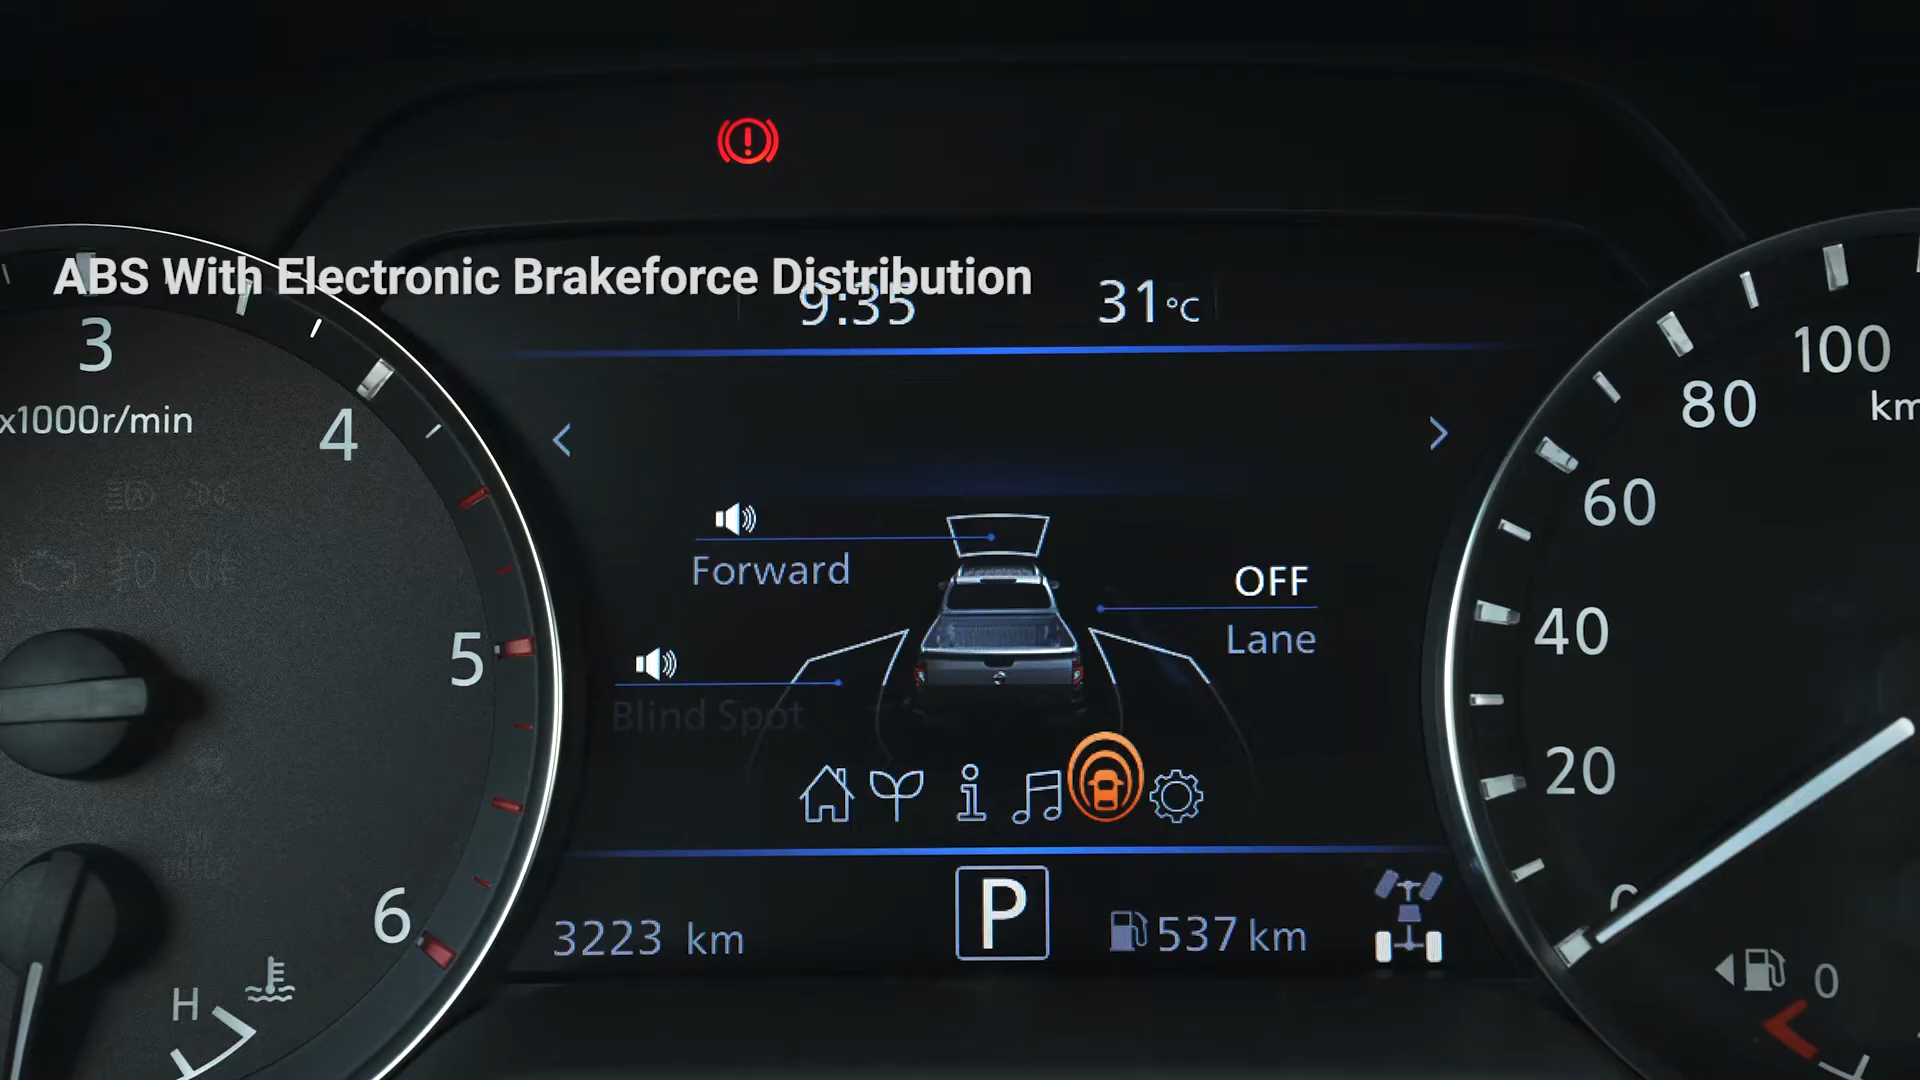 ABS With Electronic Brakeforce Distribution
9:35
31°C
3
x1000r/min
4
5
6
H
100
80
km
60
40
20
0
Forward
OFF
Lane
Blind Spot
3223 km
P
537 km
0